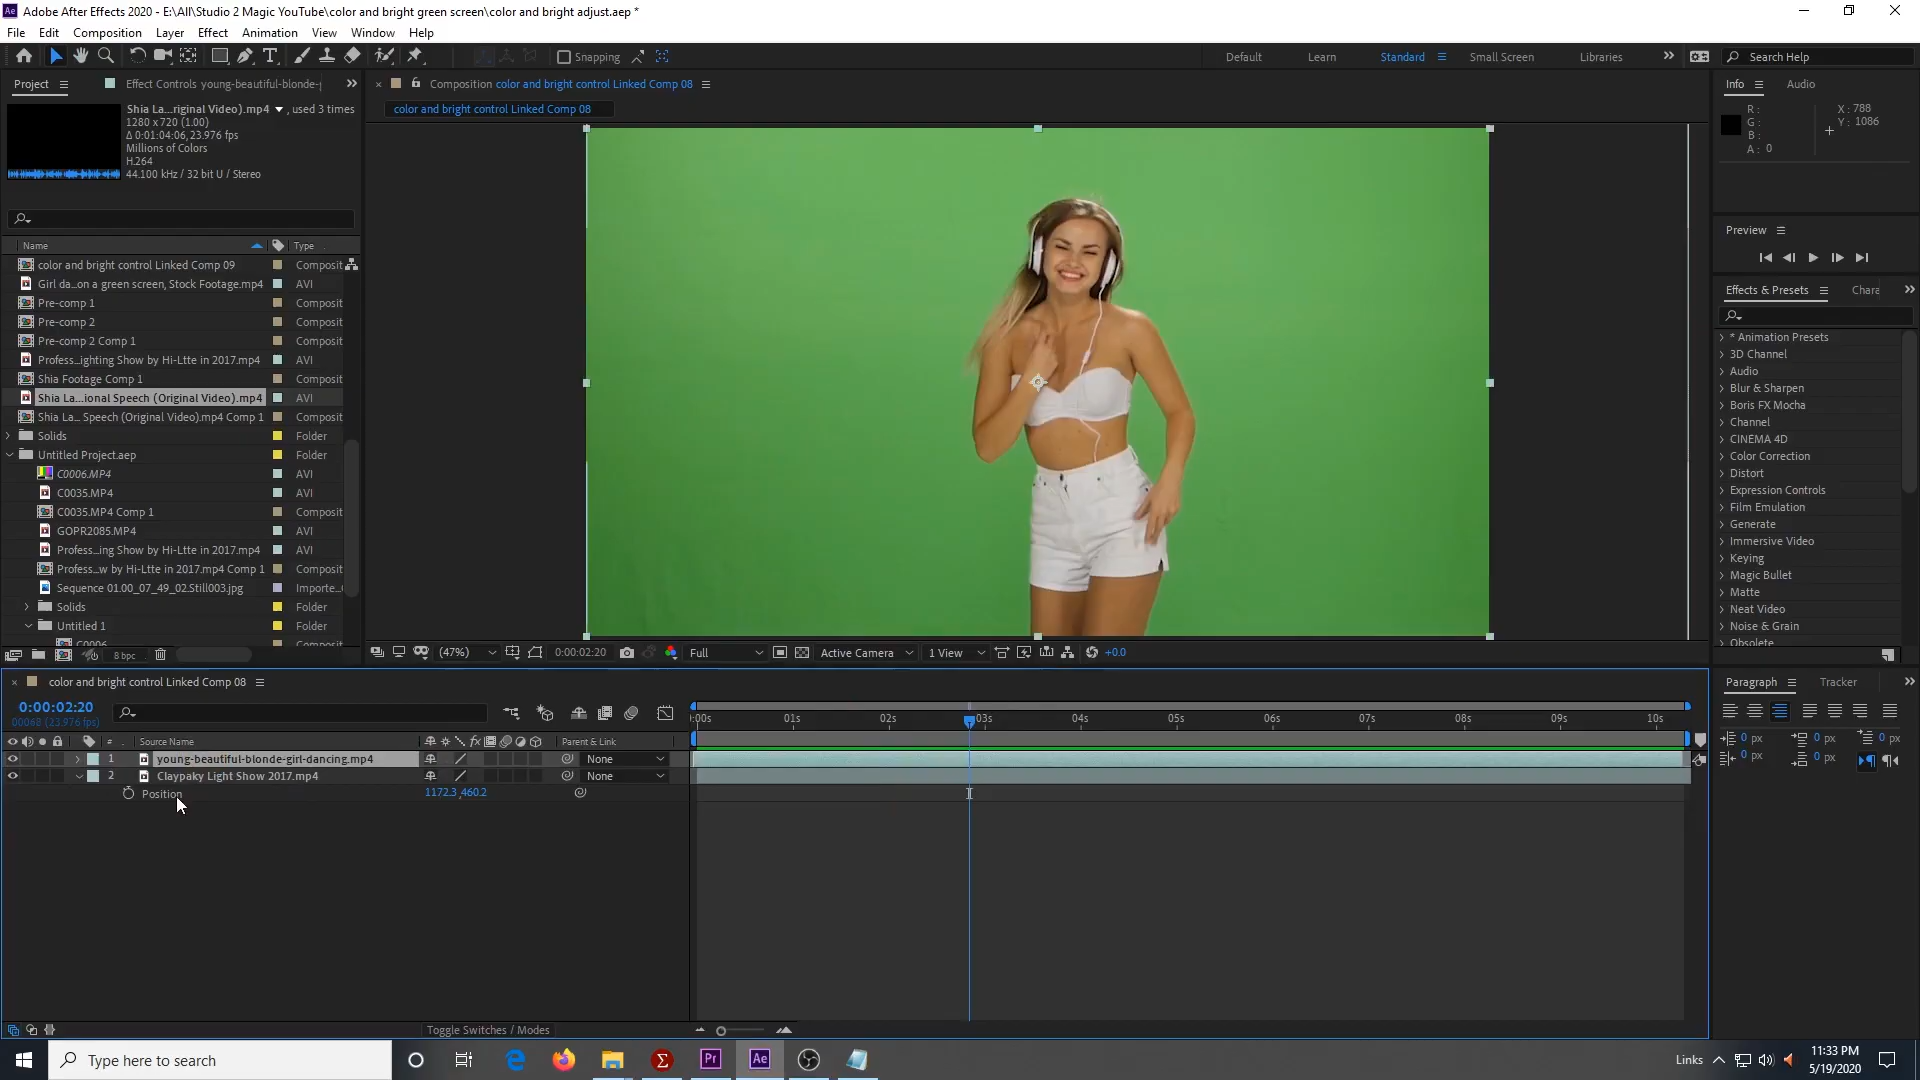 Ae Adobe After Effects 2020 - E:\All\Studio 2 Magic YouTube\color and bright green screen\color and bright adjust.aep *
File Edit Composition Layer Effect Animation View Window Help
Snapping Default Learn Standard Small Screen Libraries Search Help
Project Effect Controls young-beautiful-blonde- Composition color and bright control Linked Comp 08 Info Audio
Shia La...riginal Video).mp4 , used 3 times
1280 x 720 (1.00)
Δ 0:01:04:06, 23.976 fps
Millions of Colors
H.264
44.100 kHz / 32 bit U / Stereo
color and bright control Linked Comp 08
R :
G :
B :
A : 0
X : 788
Y : 1086
Name Type
color and bright control Linked Comp 09 Composit
Girl da...on a green screen, Stock Footage.mp4 AVI
Pre-comp 1 Composit
Pre-comp 2 Composit
Pre-comp 2 Comp 1 Composit
Profess...ighting Show by Hi-Ltte in 2017.mp4 AVI
Shia Footage Comp 1 Composit
Shia La...ional Speech (Original Video).mp4 AVI
Shia La... Speech (Original Video).mp4 Comp 1 Composit
Solids Folder
Untitled Project.aep Folder
C0006.MP4 AVI
C0035.MP4 AVI
C0035.MP4 Comp 1 Composit
GOPR2085.MP4 AVI
Profess...ing Show by Hi-Ltte in 2017.mp4 AVI
Profess...w by Hi-Ltte in 2017.mp4 Comp 1 Composit
Sequence 01.00_07_49_02.Still003.jpg Importe...
Solids Folder
Untitled 1 Folder
C0006 Composit
8 bpc
(47%) 0:00:02:20 Full Active Camera 1 View +0.0
Preview
Effects & Presets Chara
* Animation Presets
3D Channel
Audio
Blur & Sharpen
Boris FX Mocha
Channel
CINEMA 4D
Color Correction
Distort
Expression Controls
Film Emulation
Generate
Immersive Video
Keying
Magic Bullet
Matte
Neat Video
Noise & Grain
Obsolete
color and bright control Linked Comp 08
0:00:02:20
00068 (23.976 fps)
:00s 01s 02s 03s 04s 05s 06s 07s 08s 09s 10s
# Source Name fx Parent & Link
1 young-beautiful-blonde-girl-dancing.mp4 None
2 Claypaky Light Show 2017.mp4 None
Position 1172.3 ,460.2
Toggle Switches / Modes
Paragraph Tracker
0 px 0 px 0 px
0 px 0 px
Type here to search Pr Ae Links 11:33 PM
5/19/2020